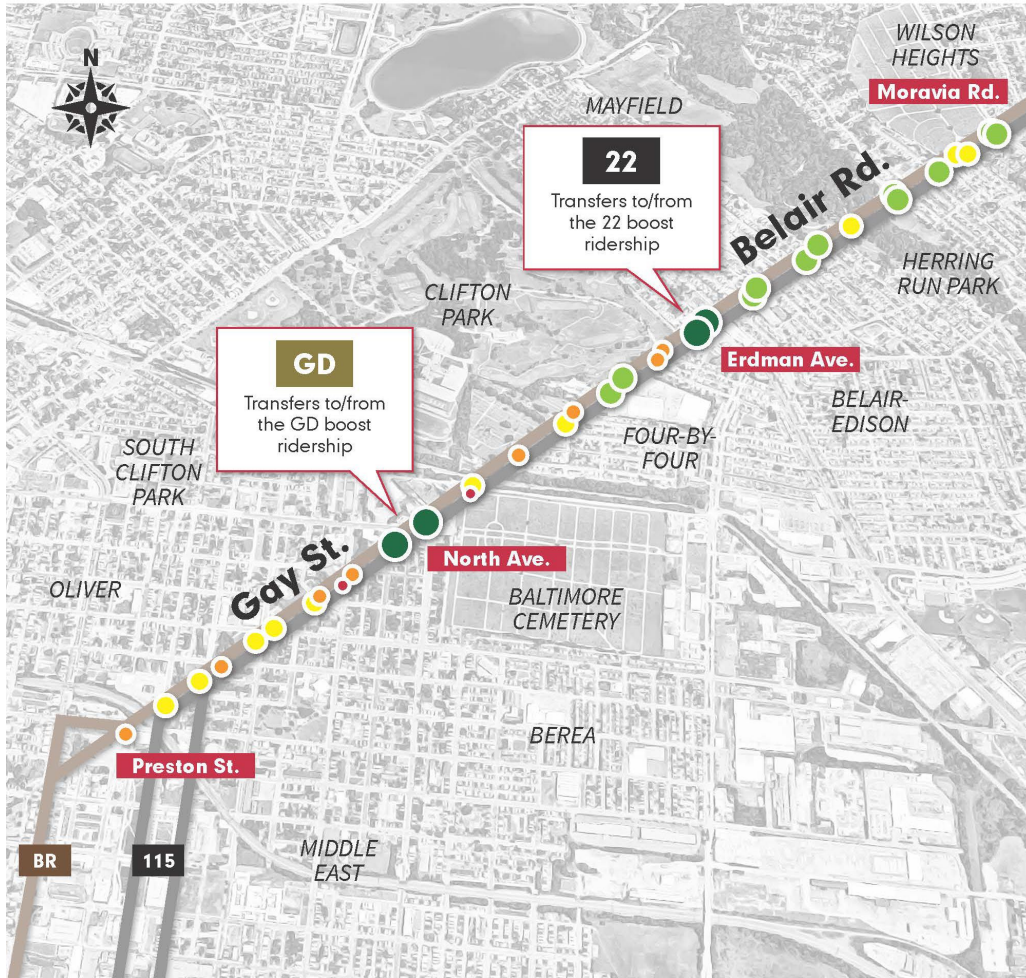 N
WILSON
HEIGHTS
Moravia Rd.
MAYFIELD
22
Transfers to/from
the 22 boost
ridership
Belair Rd.
HERRING
RUN PARK
CLIFTON
PARK
GD
Transfers to/from
the GD boost
ridership
Erdman Ave.
BELAIR-
EDISON
SOUTH
CLIFTON
PARK
FOUR-BY-
FOUR
North Ave.
Gay St.
OLIVER
BALTIMORE
CEMETERY
BEREA
Preston St.
MIDDLE
EAST
BR
115